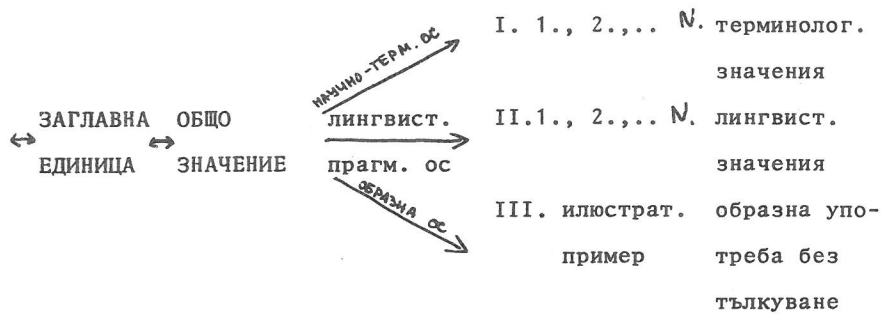 I. 1., 2.,.. N. терминолог.
НАУЧНО-ТЕРМ. ОС
значения
ЗАГЛАВНА ОБЩО лингвист. II.1., 2.,.. N. лингвист.
ЕДИНИЦА ЗНАЧЕНИЕ прагм. ос значения
ОБРАЗНА ОС
III. илюстрат. образна упо-
пример треба без
тълкуване